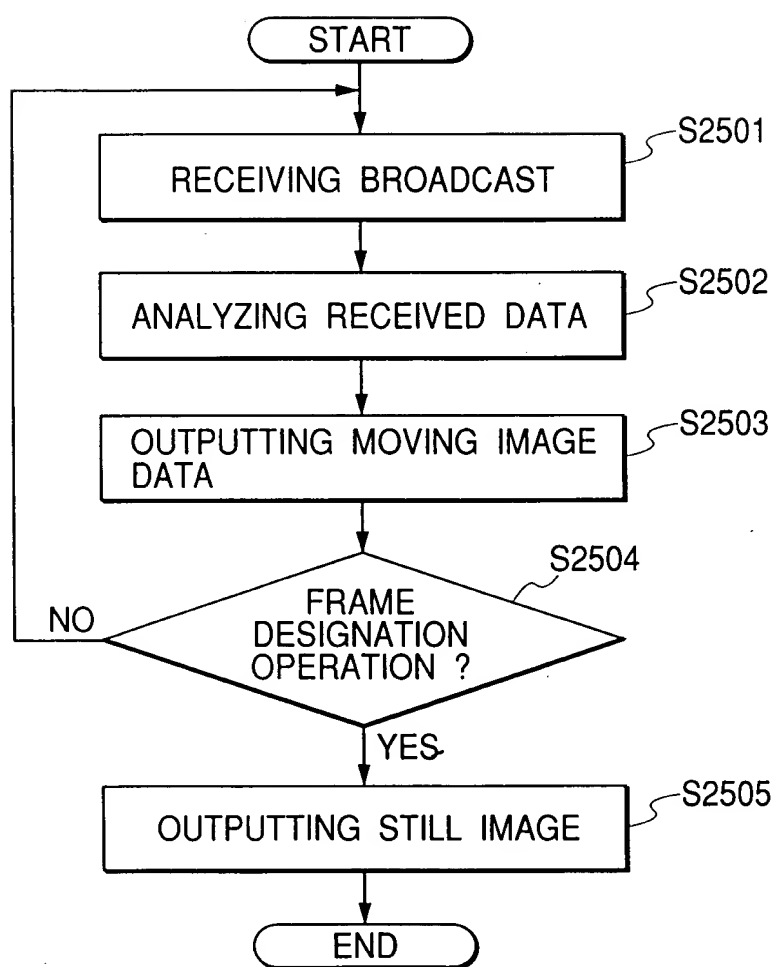 START
S2501
RECEIVING BROADCAST
S2502
ANALYZING RECEIVED DATA
S2503
OUTPUTTING MOVING IMAGE
DATA
S2504
FRAME
DESIGNATION
OPERATION ?
NO
YES
S2505
OUTPUTTING STILL IMAGE
END